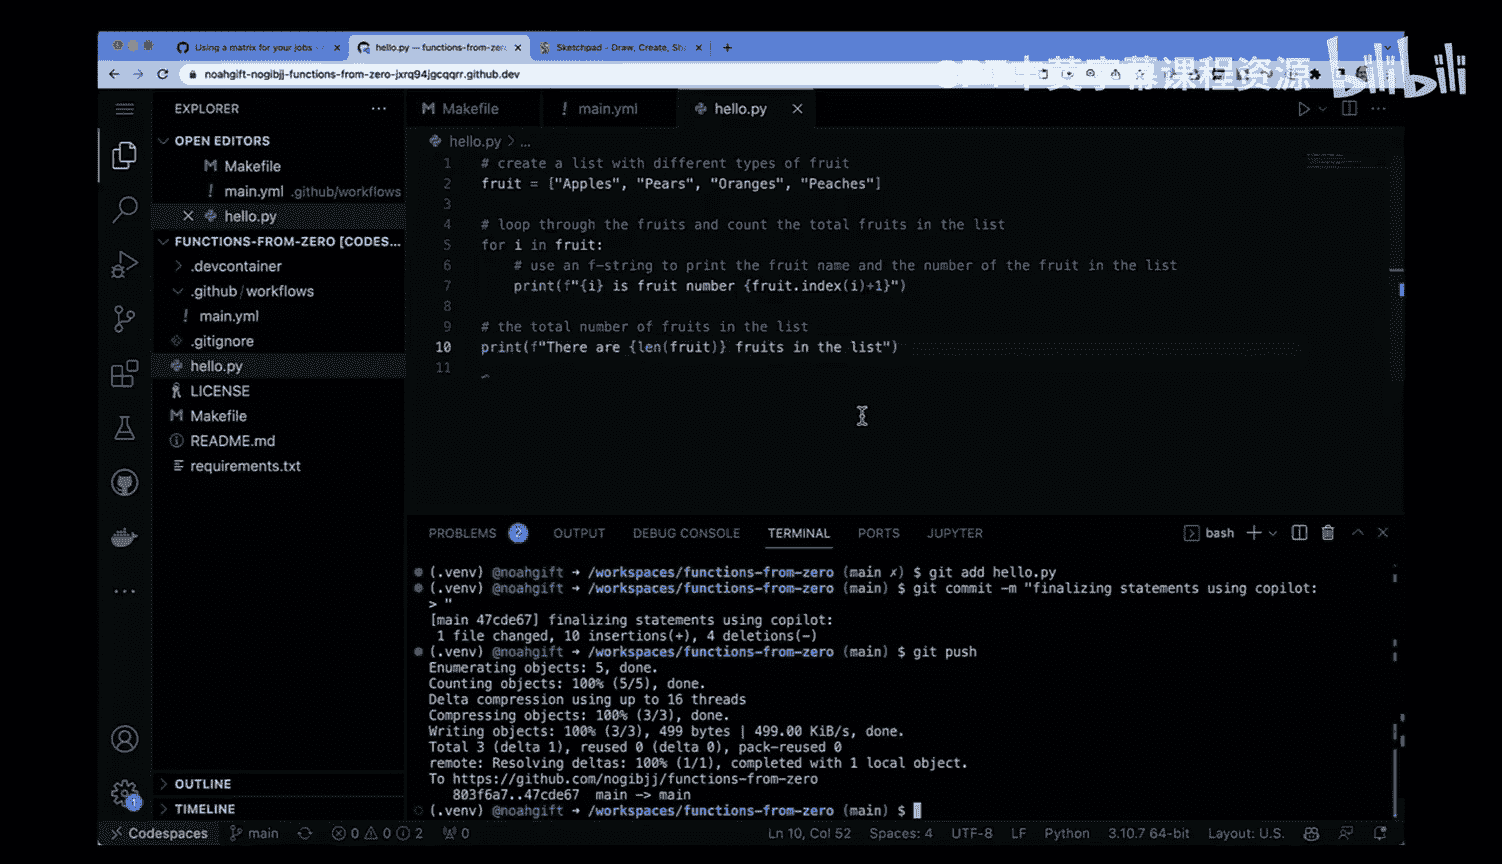 Using a matrix for your jobs -
hello.py — functions-from-zero
Sketchpad - Draw, Create, Sh
noahgift-nogibjj-functions-from-zero-jxrq94jgcqqrr.github.dev
中英字幕课程资源
bilibili
EXPLORER
Makefile
main.yml
hello.py
OPEN EDITORS
Makefile
main.yml .github/workflows
hello.py
FUNCTIONS-FROM-ZERO [CODES...
.devcontainer
.github/workflows
main.yml
.gitignore
hello.py
LICENSE
Makefile
README.md
requirements.txt
OUTLINE
TIMELINE
hello.py > ...
1 # create a list with different types of fruit
2 fruit = ["Apples", "Pears", "Oranges", "Peaches"]
3
4 # loop through the fruits and count the total fruits in the list
5 for i in fruit:
6 # use an f-string to print the fruit name and the number of the fruit in the list
7 print(f"{i} is fruit number {fruit.index(i)+1}")
8
9 # the total number of fruits in the list
10 print(f"There are {len(fruit)} fruits in the list")
11
PROBLEMS 2 OUTPUT DEBUG CONSOLE TERMINAL PORTS JUPYTER
bash
(.venv) @noahgift → /workspaces/functions-from-zero (main ✗) $ git add hello.py
(.venv) @noahgift → /workspaces/functions-from-zero (main) $ git commit -m "finalizing statements using copilot:
> "
[main 47cde67] finalizing statements using copilot:
1 file changed, 10 insertions(+), 4 deletions(-)
(.venv) @noahgift → /workspaces/functions-from-zero (main) $ git push
Enumerating objects: 5, done.
Counting objects: 100% (5/5), done.
Delta compression using up to 16 threads
Compressing objects: 100% (3/3), done.
Writing objects: 100% (3/3), 499 bytes | 499.00 KiB/s, done.
Total 3 (delta 1), reused 0 (delta 0), pack-reused 0
remote: Resolving deltas: 100% (1/1), completed with 1 local object.
To https://github.com/nogibjj/functions-from-zero
803f6a7..47cde67 main -> main
(.venv) @noahgift → /workspaces/functions-from-zero (main) $
1
Codespaces main 0 0 2 0
Ln 10, Col 52 Spaces: 4 UTF-8 LF Python 3.10.7 64-bit Layout: U.S.